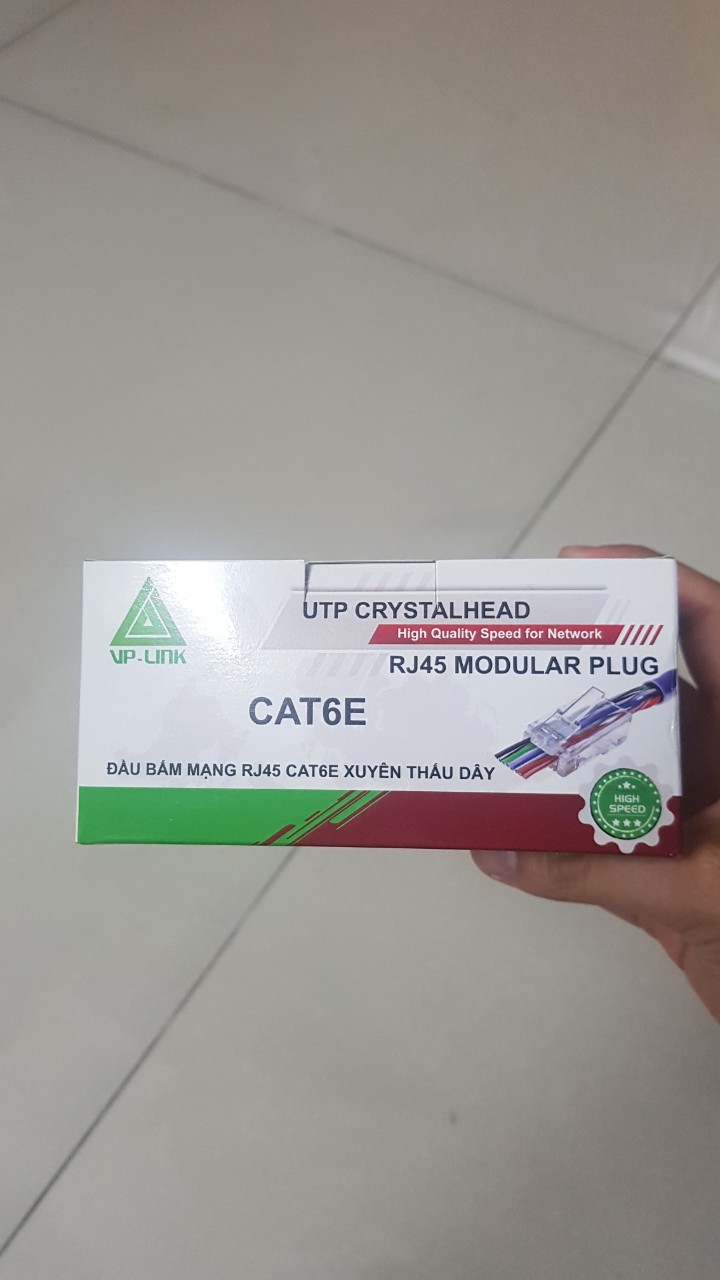 VP-LINK
UTP CRYSTALHEAD
High Quality Speed for Network
RJ45 MODULAR PLUG
CAT6E
ĐẦU BẤM MẠNG RJ45 CAT6E XUYÊN THẤU DÂY
HIGH
SPEED